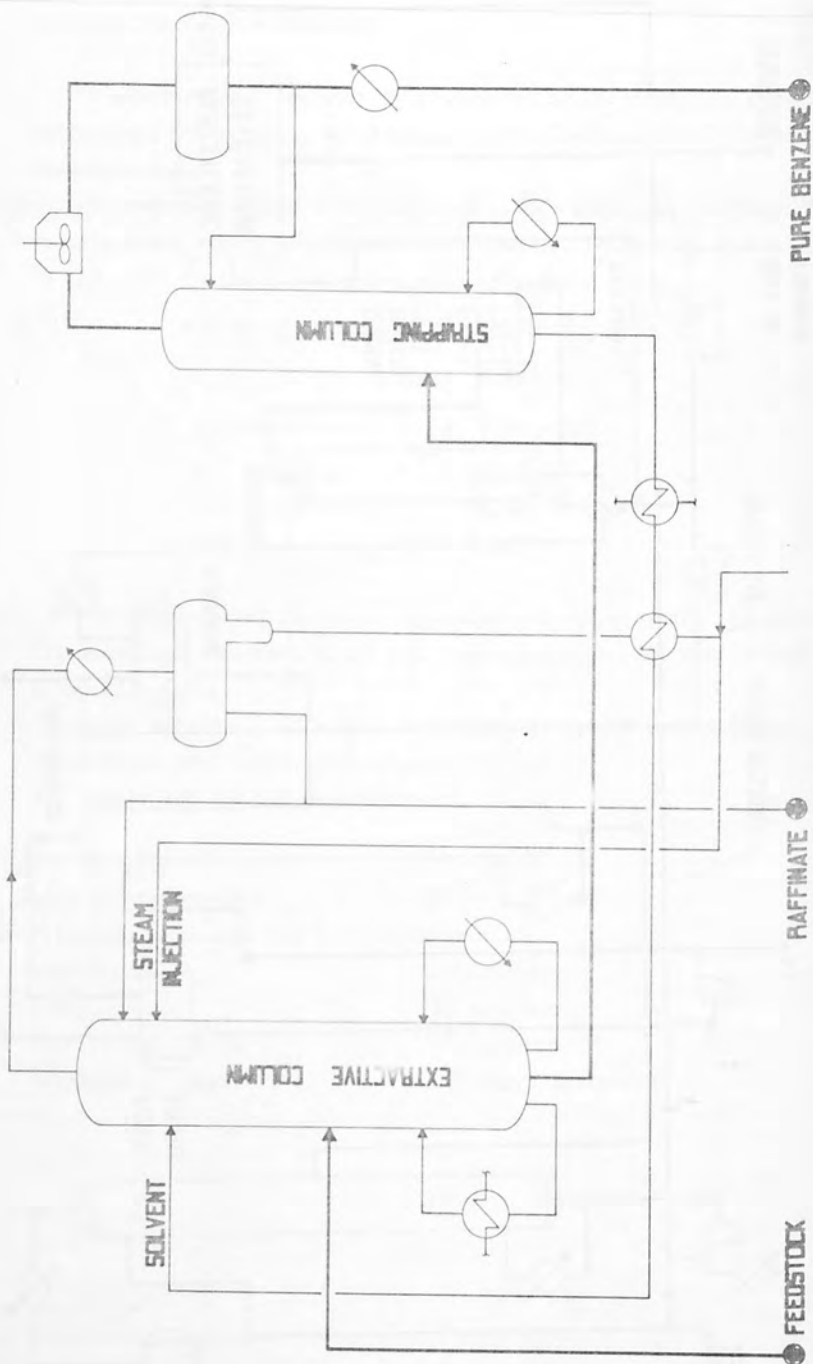 STRIPPING COLUMN
PURE BENZENE
STEAM
INJECTION
EXTRACTIVE COLUMN
SOLVENT
RAFFINATE
FEEDSTOCK